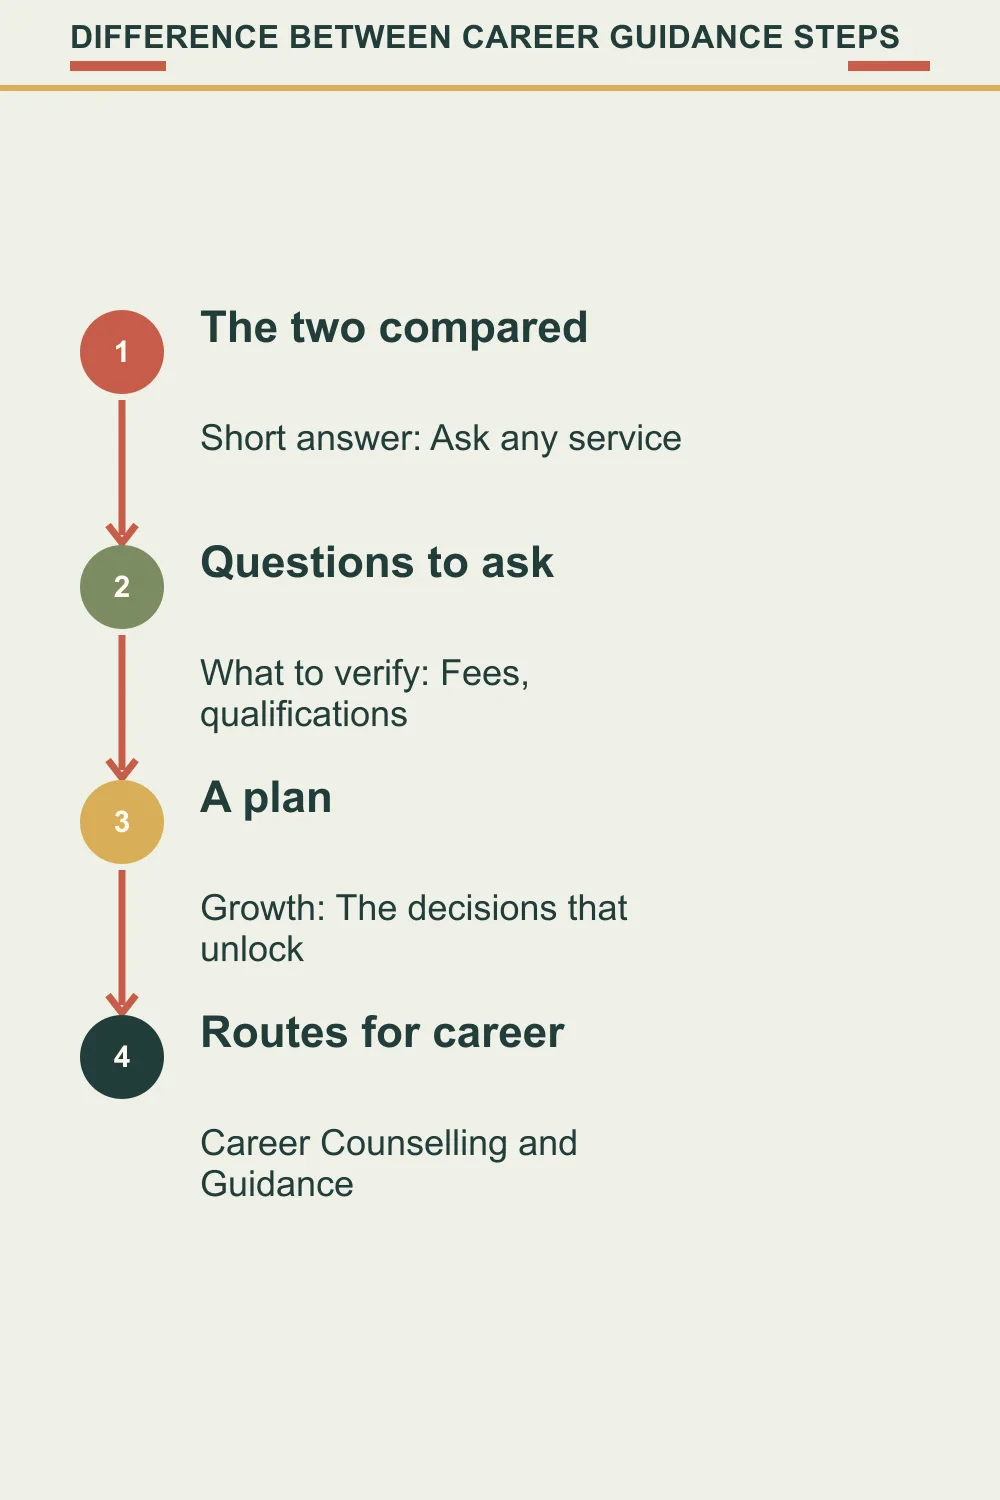 DIFFERENCE BETWEEN CAREER GUIDANCE STEPS
1
The two compared
Short answer: Ask any service
2
Questions to ask
What to verify: Fees,
qualifications
3
A plan
Growth: The decisions that
unlock
4
Routes for career
Career Counselling and
Guidance